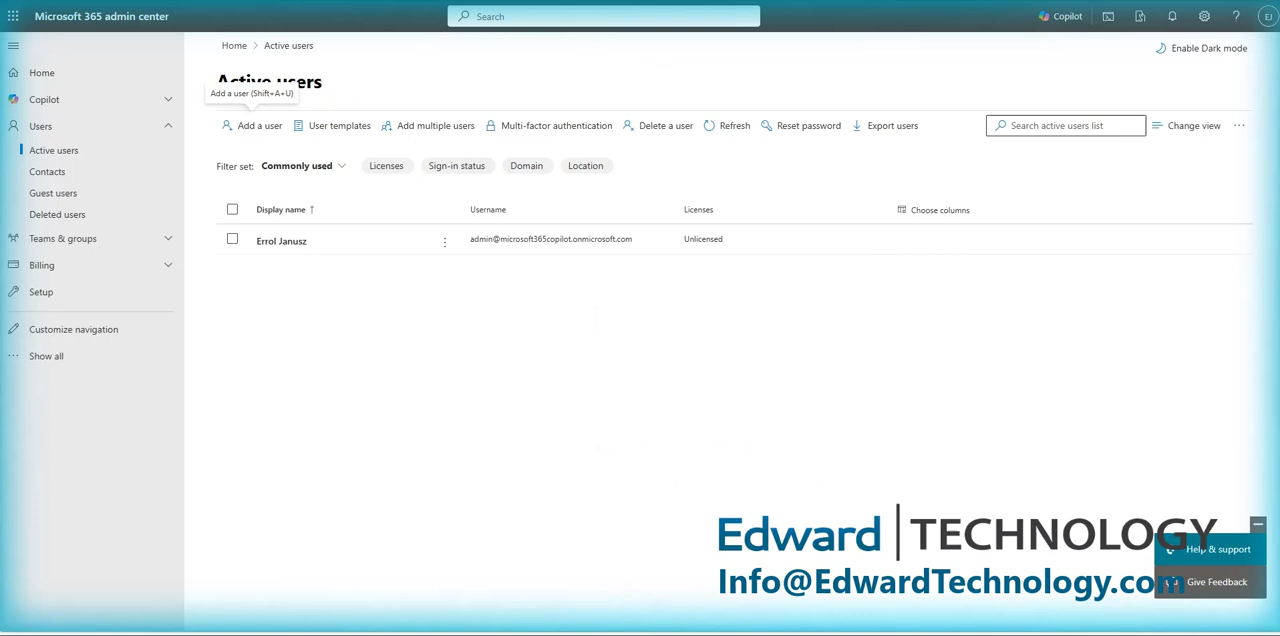 Microsoft 365 admin center
Search
Copilot
EJ
Home > Active users
Enable Dark mode
Home
Copilot
Users
Active users
Contacts
Guest users
Deleted users
Teams & groups
Billing
Setup
Customize navigation
Show all
Active users
Add a user (Shift+A+U)
Add a user
User templates
Add multiple users
Multi-factor authentication
Delete a user
Refresh
Reset password
Export users
Search active users list
Change view
Filter set: Commonly used
Licenses
Sign-in status
Domain
Location
Display name ↑
Username
Licenses
Choose columns
Errol Janusz
admin@microsoft365copilot.onmicrosoft.com
Unlicensed
Edward | TECHNOLOGY
Info@EdwardTechnology.com
Help & support
Give Feedback